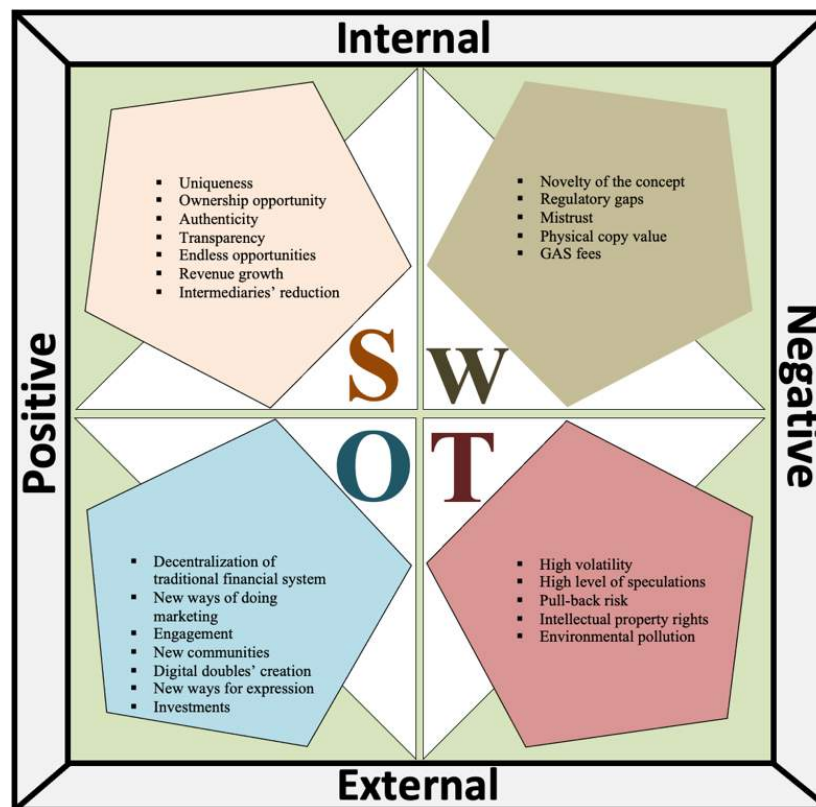 Internal
Positive
Negative
▪ Uniqueness
▪ Ownership opportunity
▪ Authenticity
▪ Transparency
▪ Endless opportunities
▪ Revenue growth
▪ Intermediaries’ reduction
▪ Novelty of the concept
▪ Regulatory gaps
▪ Mistrust
▪ Physical copy value
▪ GAS fees
S W
O T
▪ Decentralization of
traditional financial system
▪ New ways of doing
marketing
▪ Engagement
▪ New communities
▪ Digital doubles’ creation
▪ New ways for expression
▪ Investments
▪ High volatility
▪ High level of speculations
▪ Pull-back risk
▪ Intellectual property rights
▪ Environmental pollution
External